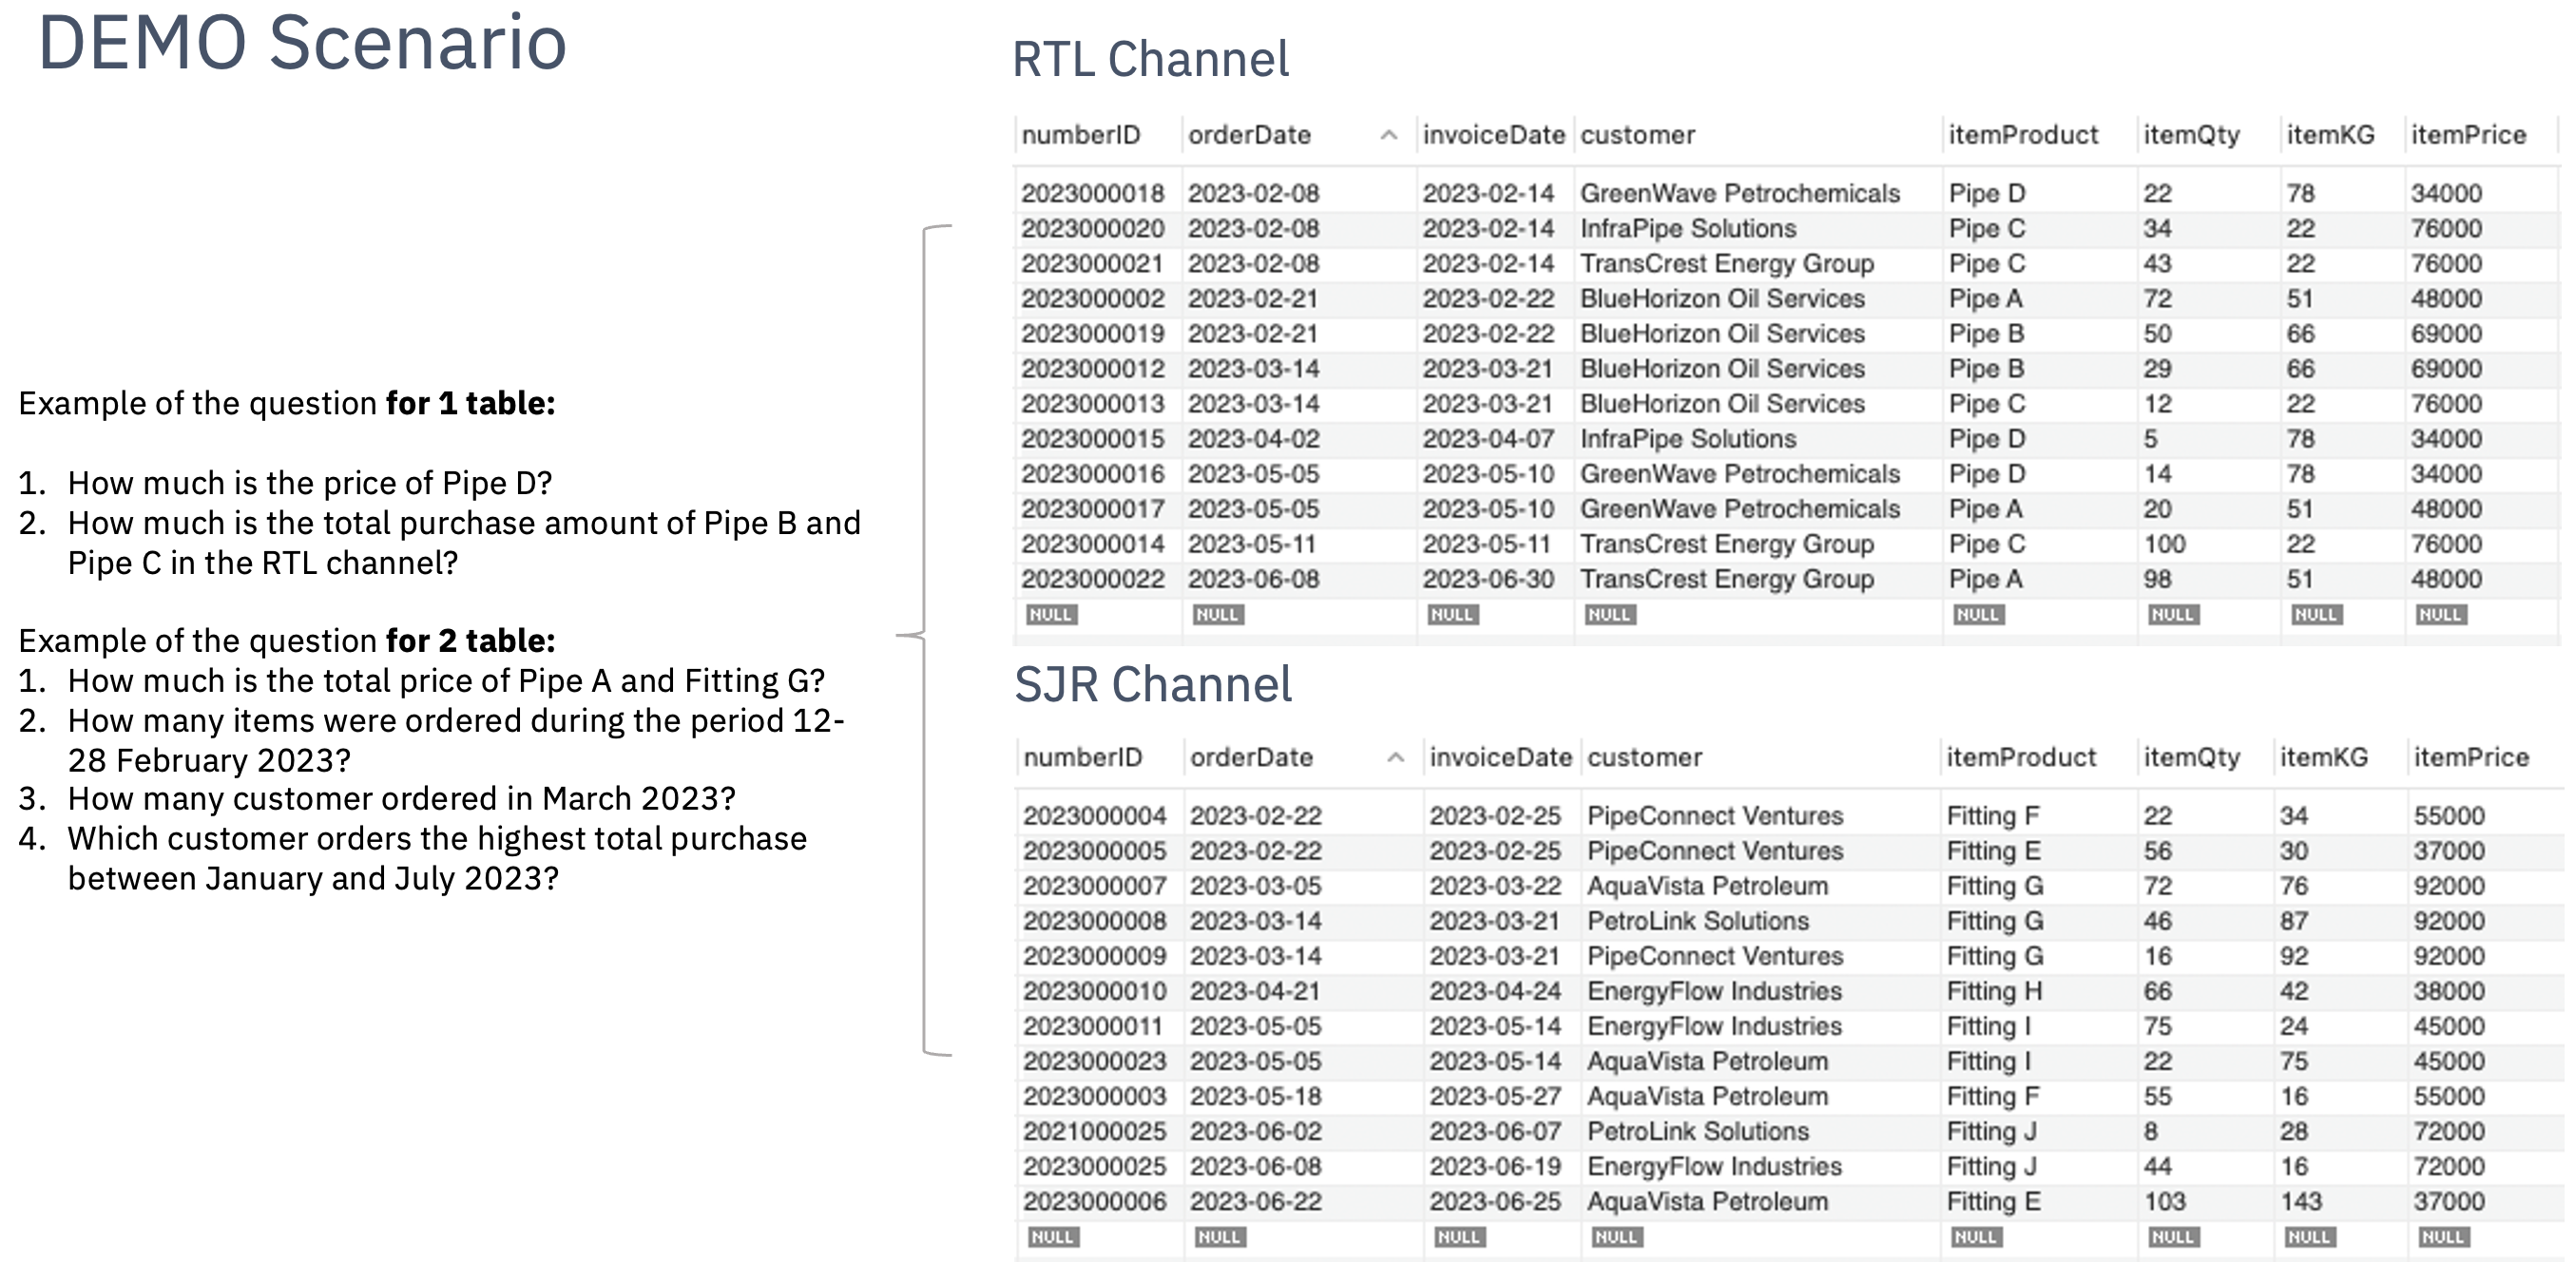 DEMO Scenario
Example of the question for 1 table:
1. How much is the price of Pipe D?
2. How much is the total purchase amount of Pipe B and
Pipe C in the RTL channel?
Example of the question for 2 table:
1. How much is the total price of Pipe A and Fitting G?
2. How many items were ordered during the period 12-
28 February 2023?
3. How many customer ordered in March 2023?
4. Which customer orders the highest total purchase
between January and July 2023?
RTL Channel
numberID orderDate invoiceDate customer itemProduct itemQty itemKG itemPrice
2023000018 2023-02-08 2023-02-14 GreenWave Petrochemicals Pipe D 22 78 34000
2023000020 2023-02-08 2023-02-14 InfraPipe Solutions Pipe C 34 22 76000
2023000021 2023-02-08 2023-02-14 TransCrest Energy Group Pipe C 43 22 76000
2023000002 2023-02-21 2023-02-22 BlueHorizon Oil Services Pipe A 72 51 48000
2023000019 2023-02-21 2023-02-22 BlueHorizon Oil Services Pipe B 50 66 69000
2023000012 2023-03-14 2023-03-21 BlueHorizon Oil Services Pipe B 29 66 69000
2023000013 2023-03-14 2023-03-21 BlueHorizon Oil Services Pipe C 12 22 76000
2023000015 2023-04-02 2023-04-07 InfraPipe Solutions Pipe D 5 78 34000
2023000016 2023-05-05 2023-05-10 GreenWave Petrochemicals Pipe D 14 78 34000
2023000017 2023-05-05 2023-05-10 GreenWave Petrochemicals Pipe A 20 51 48000
2023000014 2023-05-11 2023-05-11 TransCrest Energy Group Pipe C 100 22 76000
2023000022 2023-06-08 2023-06-30 TransCrest Energy Group Pipe A 98 51 48000
NULL NULL NULL NULL NULL NULL NULL NULL
SJR Channel
numberID orderDate invoiceDate customer itemProduct itemQty itemKG itemPrice
2023000004 2023-02-22 2023-02-25 PipeConnect Ventures Fitting F 22 34 55000
2023000005 2023-02-22 2023-02-25 PipeConnect Ventures Fitting E 56 30 37000
2023000007 2023-03-05 2023-03-22 AquaVista Petroleum Fitting G 72 76 92000
2023000008 2023-03-14 2023-03-21 PetroLink Solutions Fitting G 46 87 92000
2023000009 2023-03-14 2023-03-21 PipeConnect Ventures Fitting G 16 92 92000
2023000010 2023-04-21 2023-04-24 EnergyFlow Industries Fitting H 66 42 38000
2023000011 2023-05-05 2023-05-14 EnergyFlow Industries Fitting I 75 24 45000
2023000023 2023-05-05 2023-05-14 AquaVista Petroleum Fitting I 22 75 45000
2023000003 2023-05-18 2023-05-27 AquaVista Petroleum Fitting F 55 16 55000
2021000025 2023-06-02 2023-06-07 PetroLink Solutions Fitting J 8 28 72000
2023000025 2023-06-08 2023-06-19 EnergyFlow Industries Fitting J 44 16 72000
2023000006 2023-06-22 2023-06-25 AquaVista Petroleum Fitting E 103 143 37000
NULL NULL NULL NULL NULL NULL NULL NULL